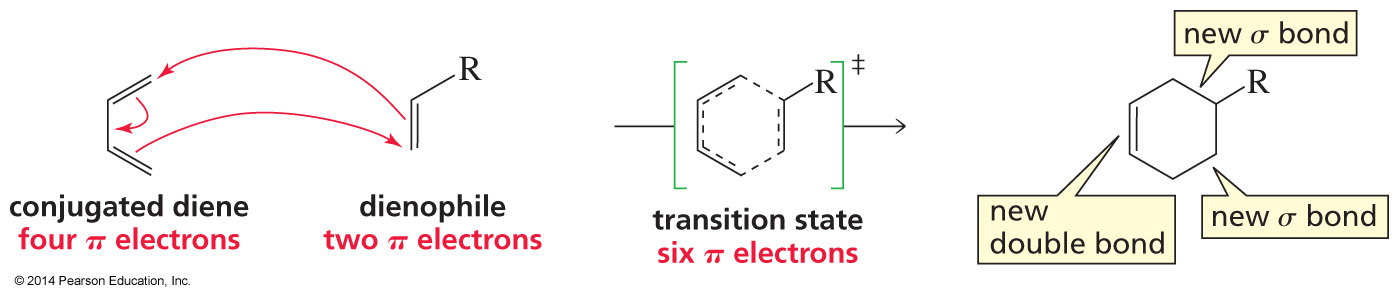 R
conjugated diene
four π electrons
dienophile
two π electrons
R
‡
transition state
six π electrons
new σ bond
R
new
double bond
new σ bond
© 2014 Pearson Education, Inc.